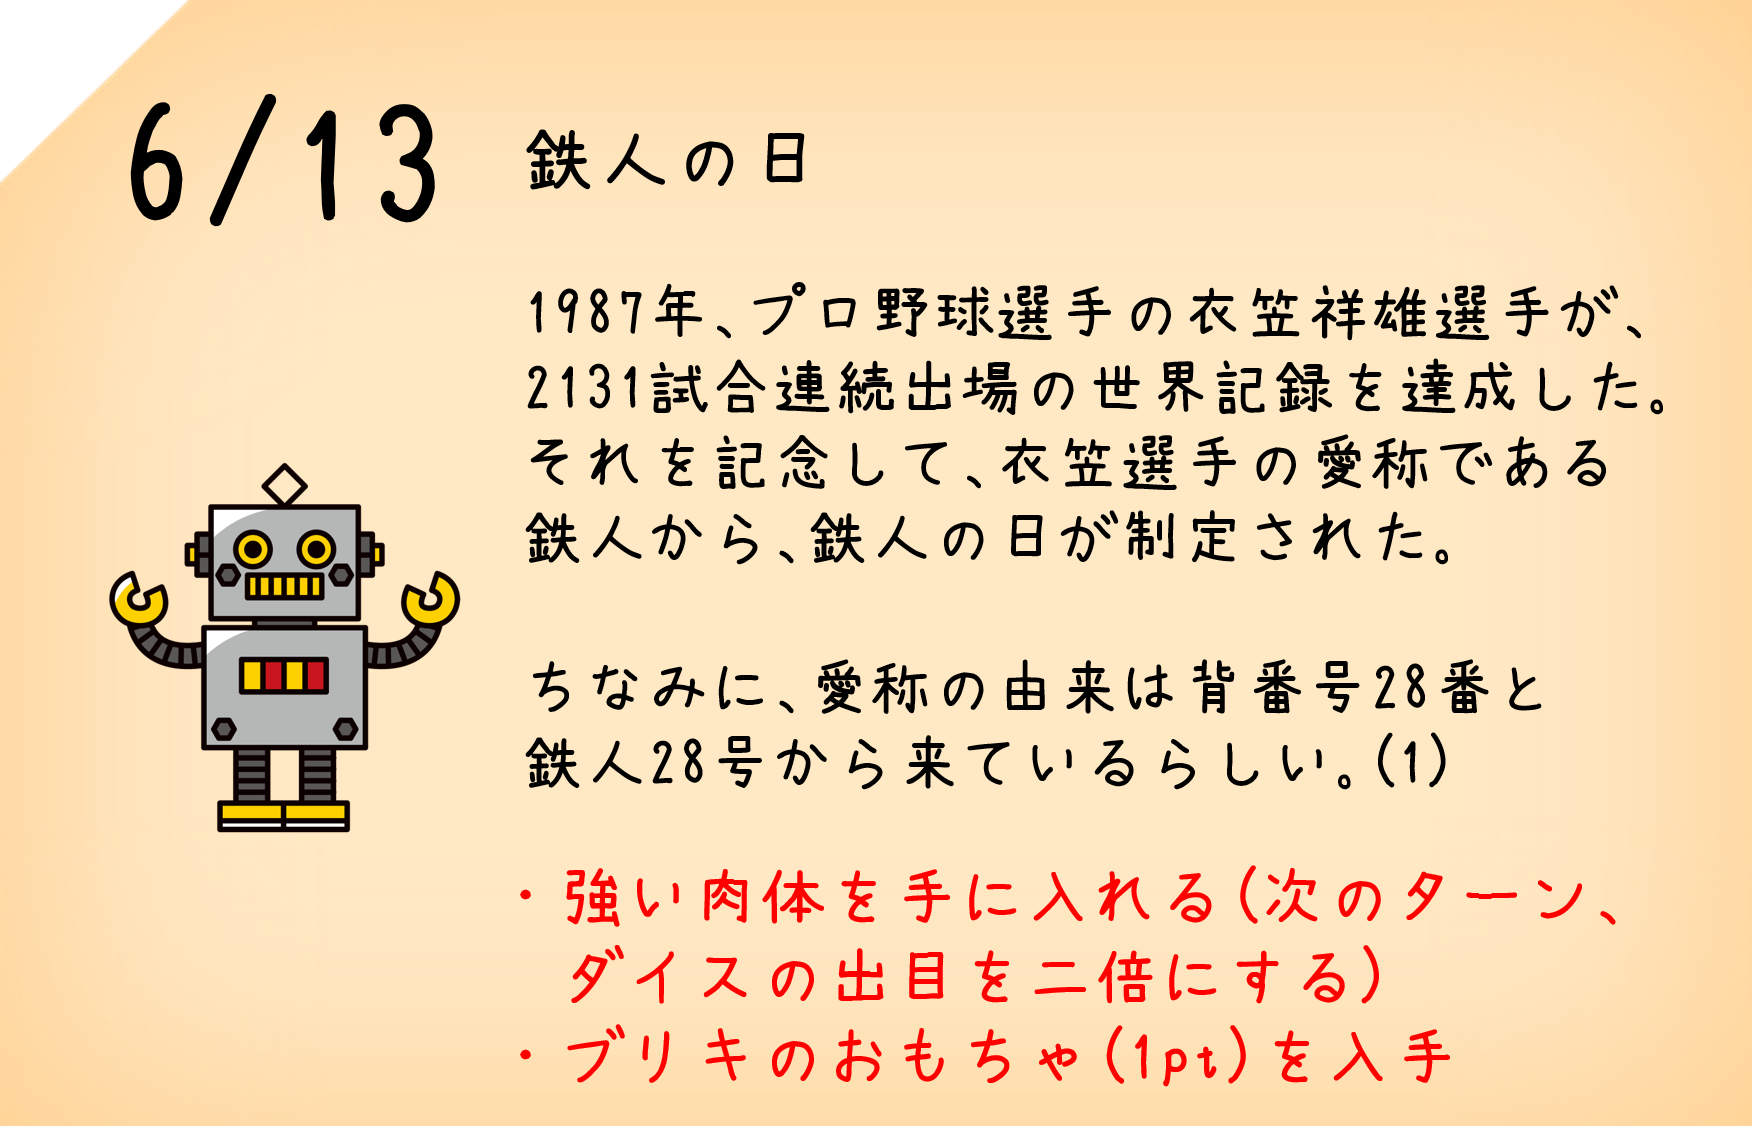 6/13 鉄人の日
1987年、プロ野球選手の衣笠祥雄選手が、
2131試合連続出場の世界記録を達成した。
それを記念して、衣笠選手の愛称である
鉄人から、鉄人の日が制定された。
ちなみに、愛称の由来は背番号28番と
鉄人28号から来ているらしい。(1)
・強い肉体を手に入れる(次のターン、
ダイスの出目を二倍にする)
・ブリキのおもちゃ(1pt)を入手